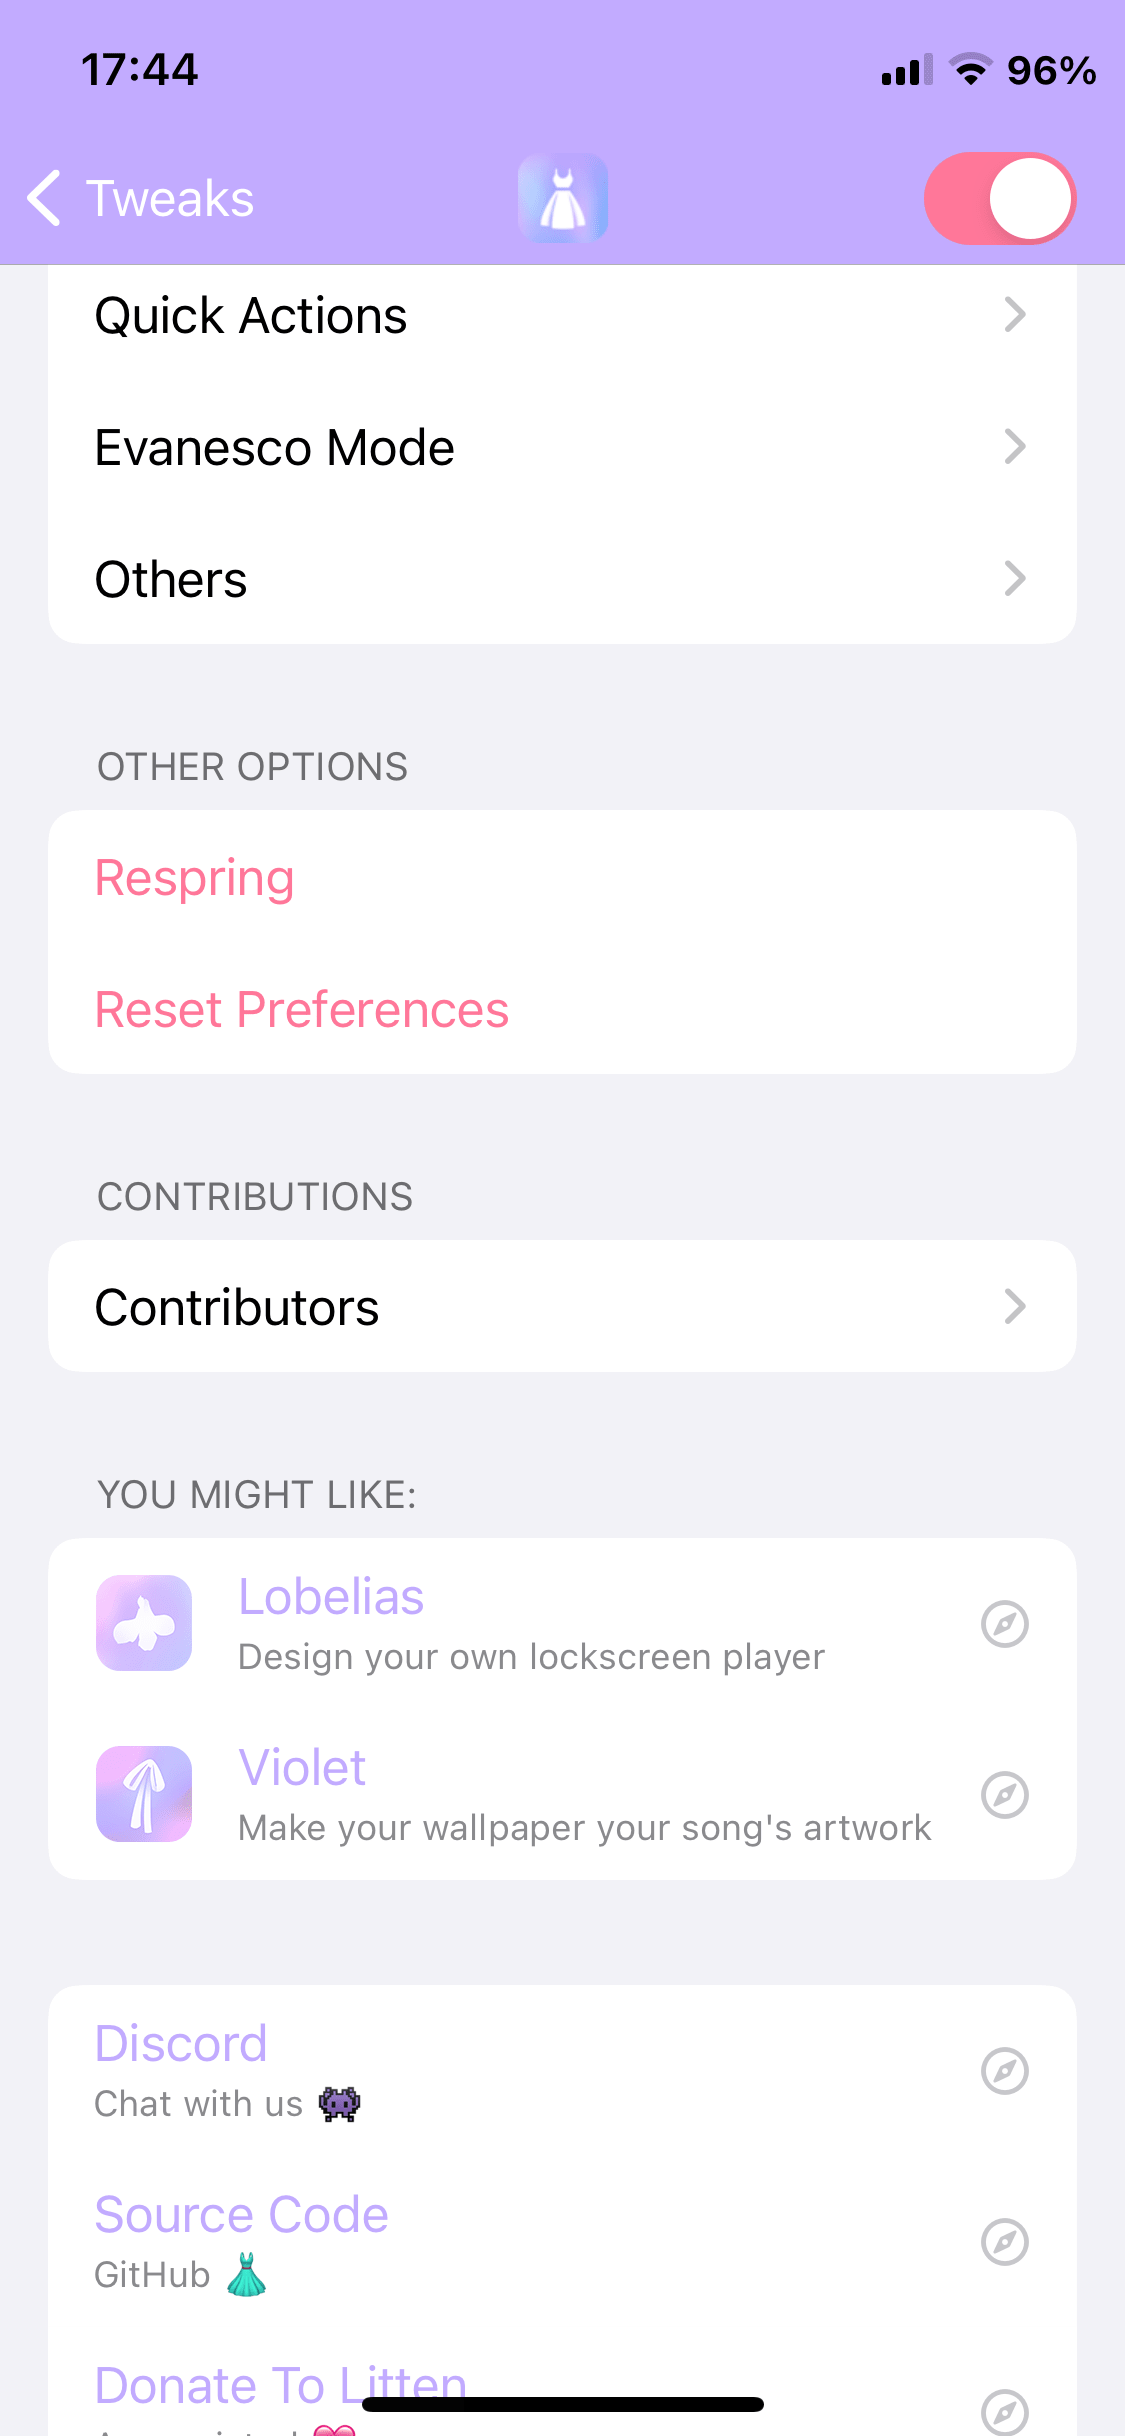 17:44
96%
Tweaks
Quick Actions
Evanesco Mode
Others
OTHER OPTIONS
Respring
Reset Preferences
CONTRIBUTIONS
Contributors
YOU MIGHT LIKE:
Lobelias
Design your own lockscreen player
Violet
Make your wallpaper your song's artwork
Discord
Chat with us 👾
Source Code
GitHub 👗
Donate To Litten